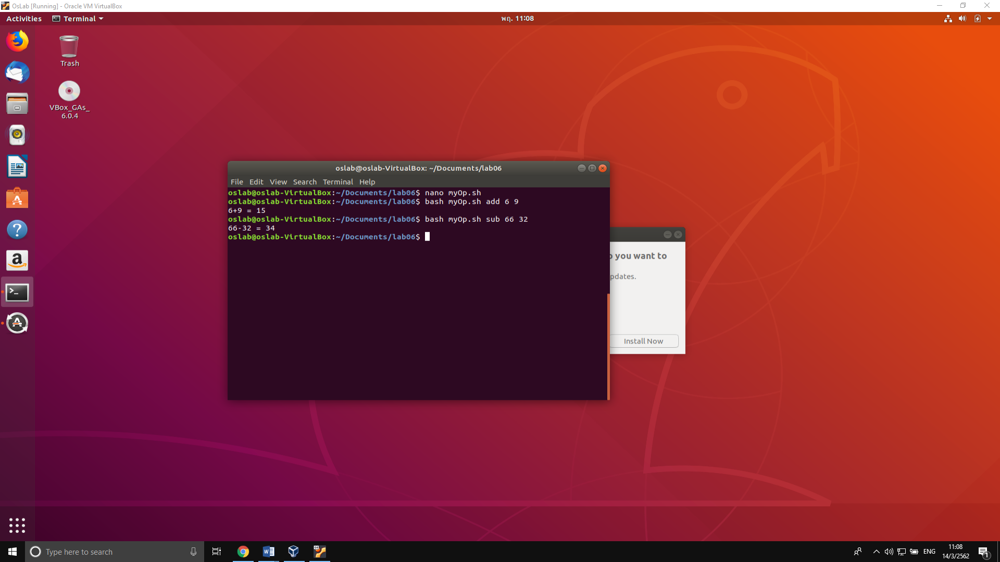 OsLab [Running] - Oracle VM VirtualBox
Activities
Terminal
พฤ. 11:08
Trash
VBox_GAs_
6.0.4
oslab@oslab-VirtualBox: ~/Documents/lab06
File Edit View Search Terminal Help
oslab@oslab-VirtualBox:~/Documents/lab06$ nano myOp.sh
oslab@oslab-VirtualBox:~/Documents/lab06$ bash myOp.sh add 6 9
6+9 = 15
oslab@oslab-VirtualBox:~/Documents/lab06$ bash myOp.sh sub 66 32
66-32 = 34
oslab@oslab-VirtualBox:~/Documents/lab06$
you want to
pdates.
Install Now
Type here to search
ENG
11:08
14/3/2562
1